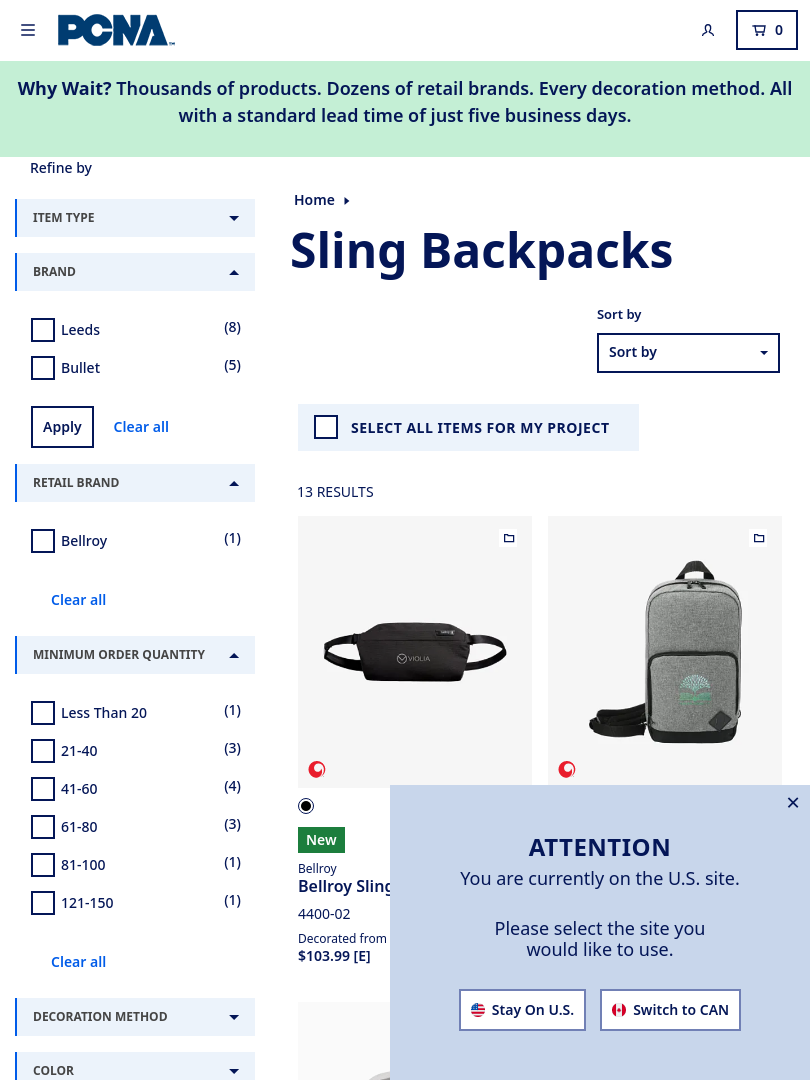 PCNA
0
Why Wait? Thousands of products. Dozens of retail brands. Every decoration method. All
with a standard lead time of just five business days.
Refine by
ITEM TYPE
BRAND
Leeds (8)
Bullet (5)
Apply Clear all
RETAIL BRAND
Bellroy (1)
Clear all
MINIMUM ORDER QUANTITY
Less Than 20 (1)
21-40 (3)
41-60 (4)
61-80 (3)
81-100 (1)
121-150 (1)
Clear all
DECORATION METHOD
COLOR
Home
Sling Backpacks
Sort by
Sort by
SELECT ALL ITEMS FOR MY PROJECT
13 RESULTS
VIOLIA
New
Bellroy
Bellroy Sling
4400-02
Decorated from
$103.99 [E]
ATTENTION
You are currently on the U.S. site.
Please select the site you
would like to use.
Stay On U.S.
Switch to CAN